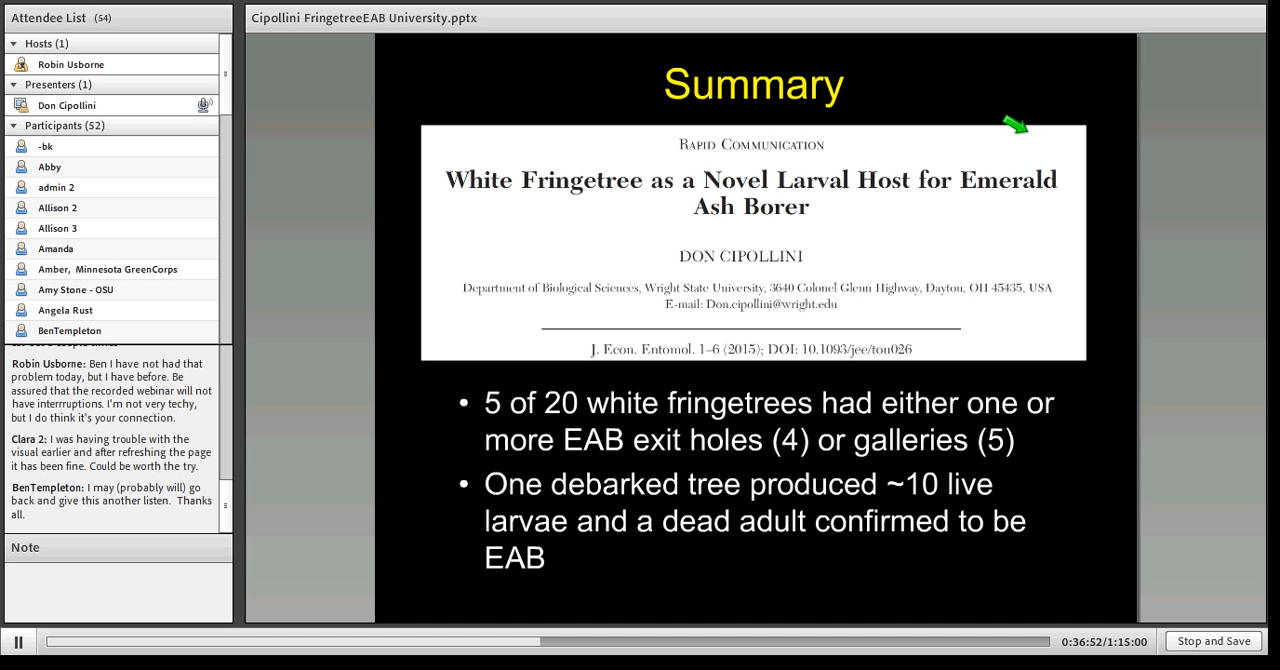 Attendee List (54)
Hosts (1)
Robin Usborne
Presenters (1)
Don Cipollini
Participants (52)
-bk
Abby
admin 2
Allison 2
Allison 3
Amanda
Amber, Minnesota GreenCorps
Amy Stone - OSU
Angela Rust
BenTempleton
Robin Usborne: Ben I have not had that
problem today, but I have before. Be
assured that the recorded webinar will not
have interrruptions. I'm not very techy,
but I do think it's your connection.
Clara 2: I was having trouble with the
visual earlier and after refreshing the page
it has been fine. Could be worth the try.
BenTempleton: I may (probably will) go
back and give this another listen. Thanks
all.
Note
Cipollini FringetreeEAB University.pptx
Summary
RAPID COMMUNICATION
White Fringetree as a Novel Larval Host for Emerald
Ash Borer
DON CIPOLLINI
Department of Biological Sciences, Wright State University, 3640 Colonel Glenn Highway, Dayton, OH 45435, USA
E-mail: Don.cipollini@wright.edu
J. Econ. Entomol. 1–6 (2015); DOI: 10.1093/jee/tou026
• 5 of 20 white fringetrees had either one or
more EAB exit holes (4) or galleries (5)
• One debarked tree produced ~10 live
larvae and a dead adult confirmed to be
EAB
0:36:52/1:15:00
Stop and Save